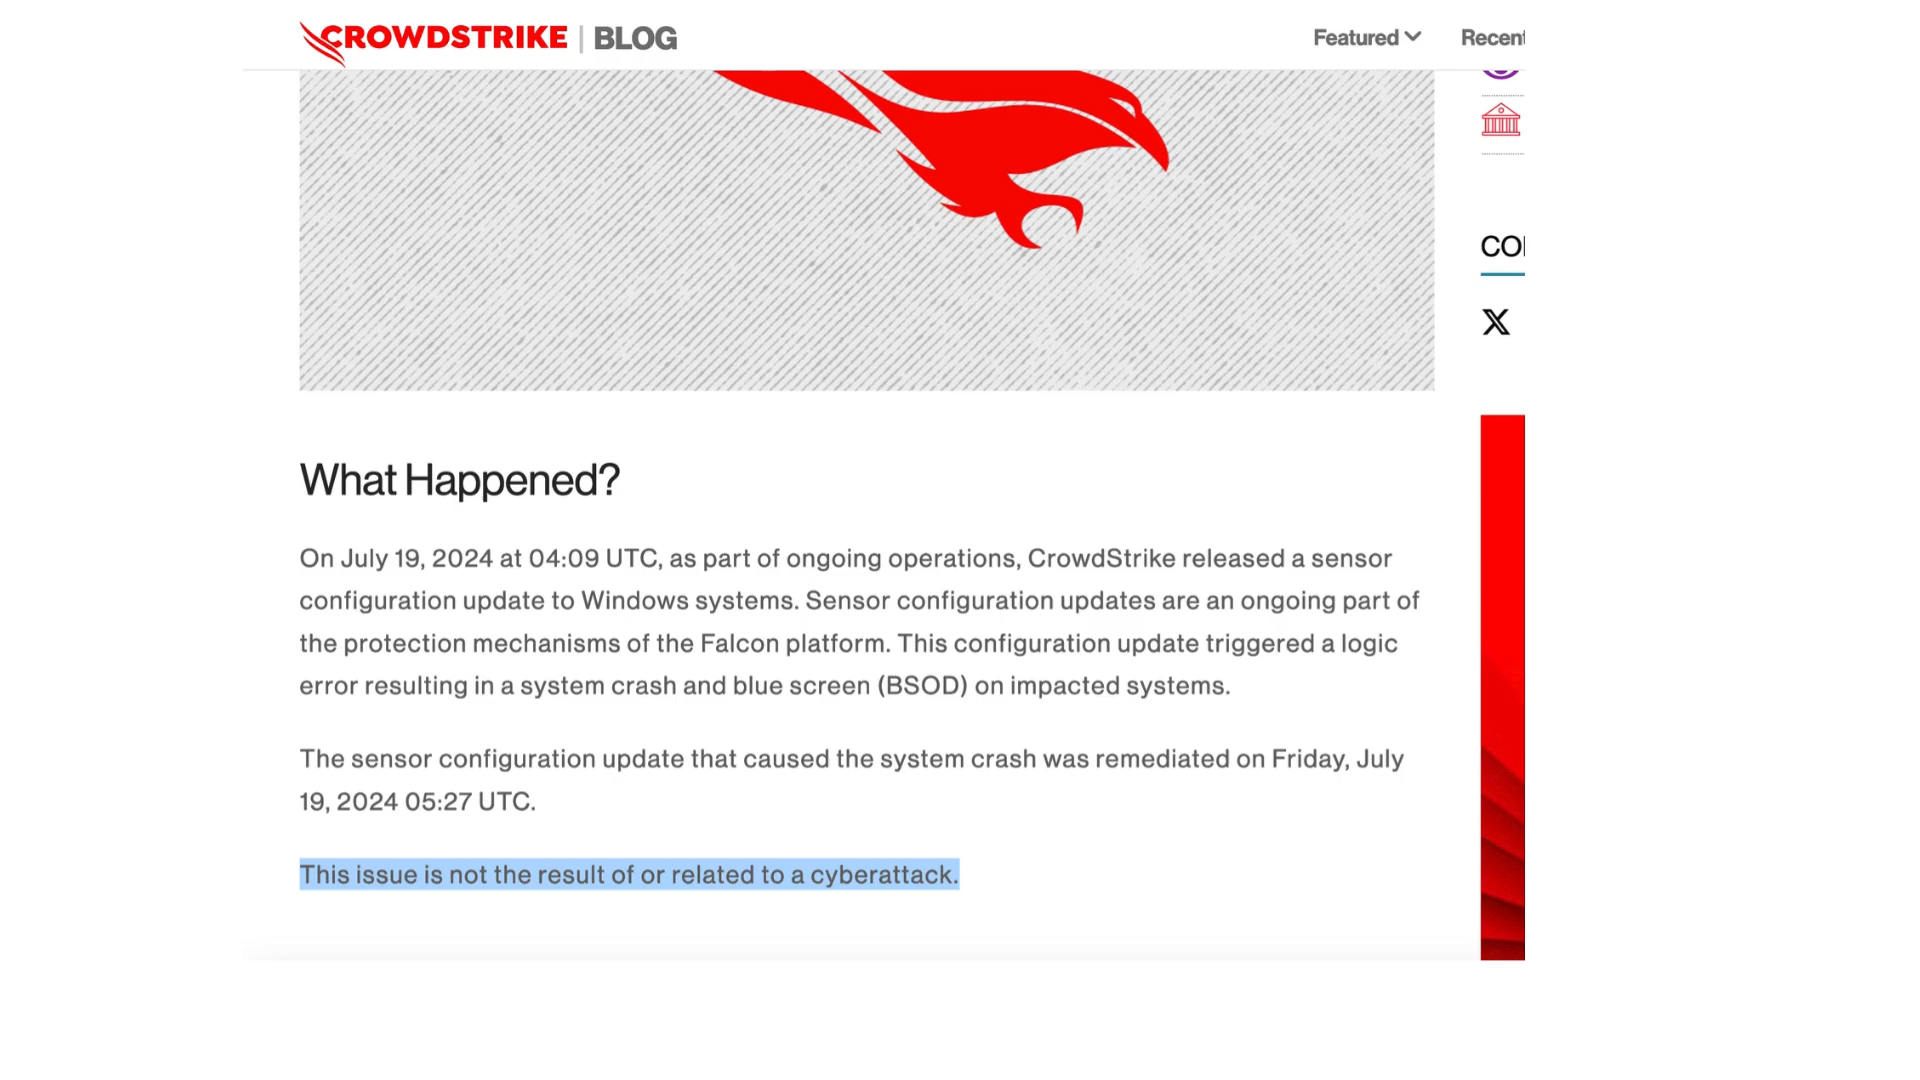 CROWDSTRIKE | BLOG
Featured
Recent
What Happened?
On July 19, 2024 at 04:09 UTC, as part of ongoing operations, CrowdStrike released a sensor
configuration update to Windows systems. Sensor configuration updates are an ongoing part of
the protection mechanisms of the Falcon platform. This configuration update triggered a logic
error resulting in a system crash and blue screen (BSOD) on impacted systems.
The sensor configuration update that caused the system crash was remediated on Friday, July
19, 2024 05:27 UTC.
This issue is not the result of or related to a cyberattack.